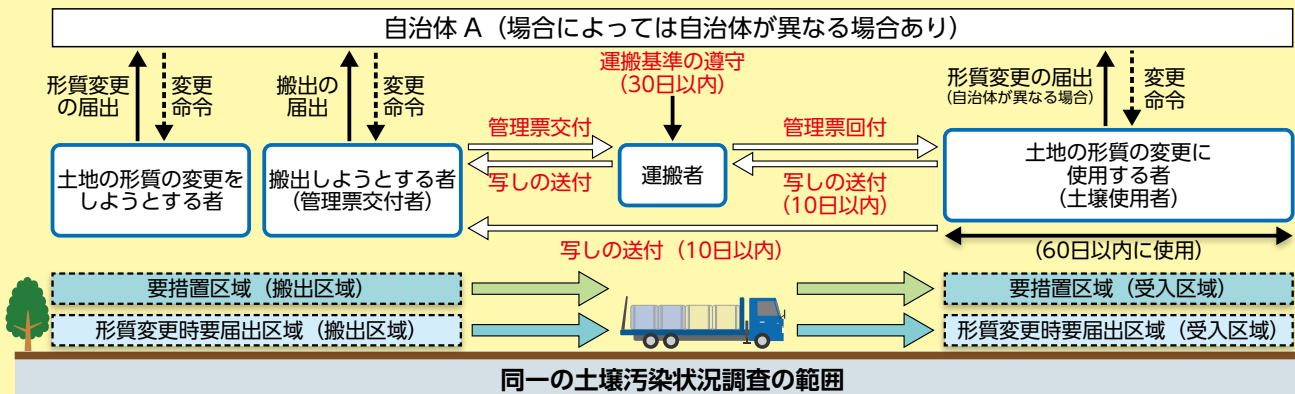 自治体 A（場合によっては自治体が異なる場合あり）
形質変更
の届出
変更
命令
搬出の
届出
変更
命令
運搬基準の遵守
（30日以内）
形質変更の届出
（自治体が異なる場合）
変更
命令
管理票交付
管理票回付
土地の形質の変更を
しようとする者
搬出しようとする者
（管理票交付者）
写しの送付
運搬者
写しの送付
（10日以内）
土地の形質の変更に
使用する者
（土壌使用者）
写しの送付（10日以内）
（60日以内に使用）
要措置区域（搬出区域）
要措置区域（受入区域）
形質変更時要届出区域（搬出区域）
形質変更時要届出区域（受入区域）
同一の土壌汚染状況調査の範囲